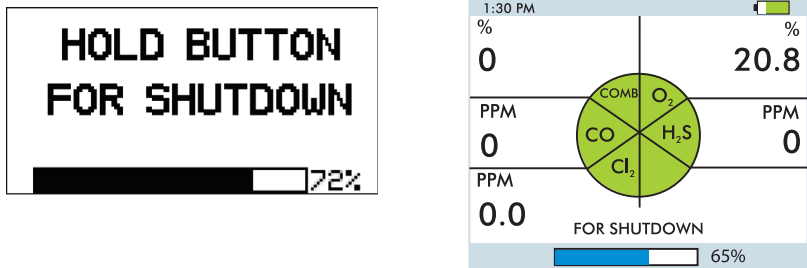 HOLD BUTTON
FOR SHUTDOWN
72%
1:30 PM
% %
0 20.8
COMB O₂
PPM PPM
CO H₂S
0 0
Cl₂
PPM
0.0
FOR SHUTDOWN
65%